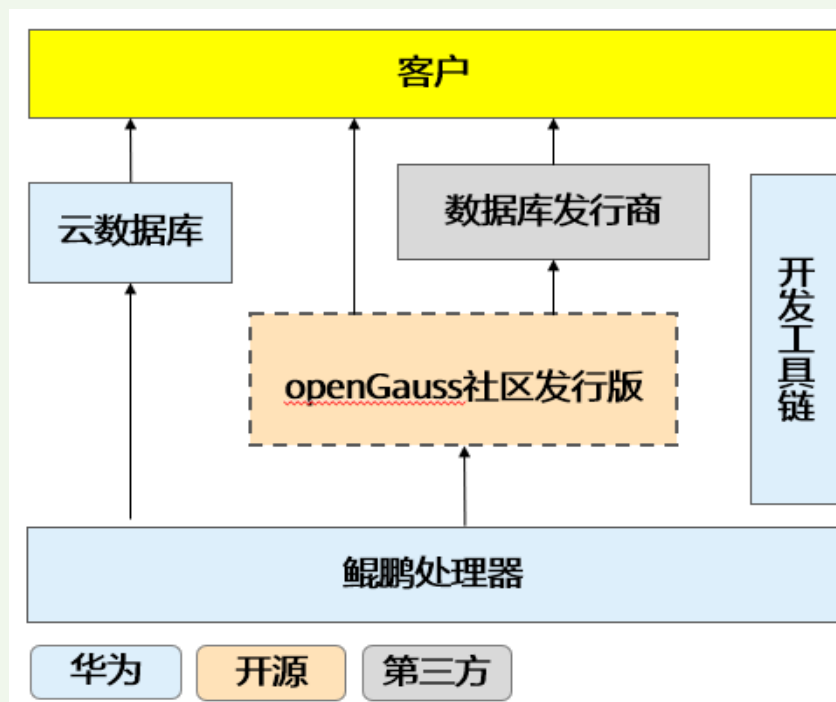 客户
云数据库
数据库发行商
开发工具链
openGauss社区发行版
鲲鹏处理器
华为
开源
第三方